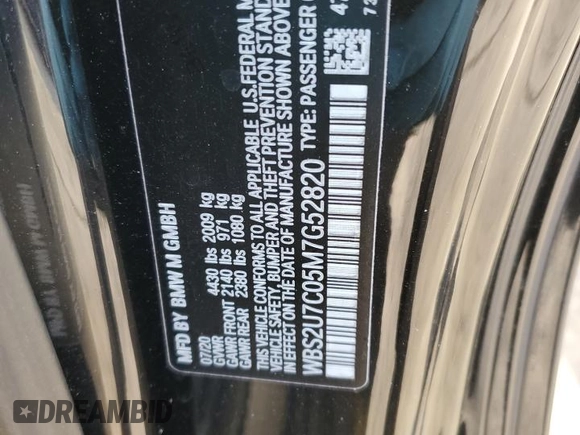 MFD BY BMW M GMBH
07/20
GVWR 4430 lbs 2009 kg
GAWR FRONT 2140 lbs 971 kg
GAWR REAR 2380 lbs 1080 kg
THIS VEHICLE CONFORMS TO ALL APPLICABLE U.S. FEDERAL
VEHICLE SAFETY, BUMPER AND THEFT PREVENTION
IN EFFECT ON THE DATE OF MANUFACTURE SHOWN ABOVE
WBS2U7C05M7G52820 TYPE: PASSENGER
DREAMBID